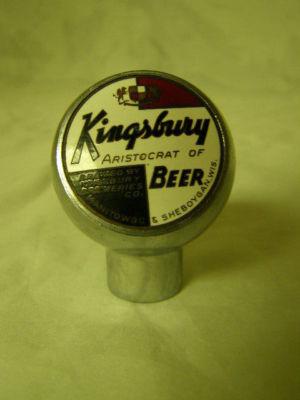 Kingsbury
ARISTOCRAT OF
BEER
BREWED BY
KINGSBURY
BREWERIES
CO.
MANITOWOC & SHEBOYGAN, WIS.